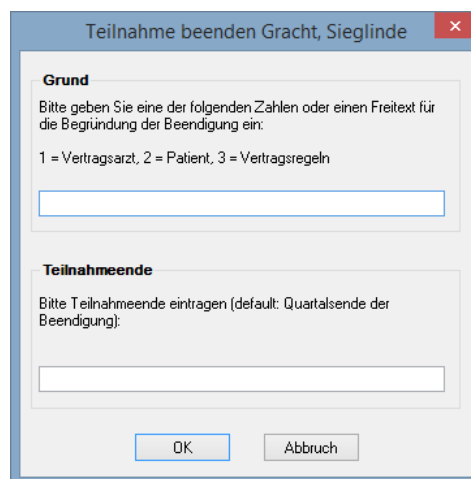 Teilnahme beenden Gracht, Sieglinde
Grund
Bitte geben Sie eine der folgenden Zahlen oder einen Freitext für
die Begründung der Beendigung ein:
1 = Vertragsarzt, 2 = Patient, 3 = Vertragsregeln
Teilnahmeende
Bitte Teilnahmeende eintragen (default: Quartalsende der
Beendigung):
OK
Abbruch